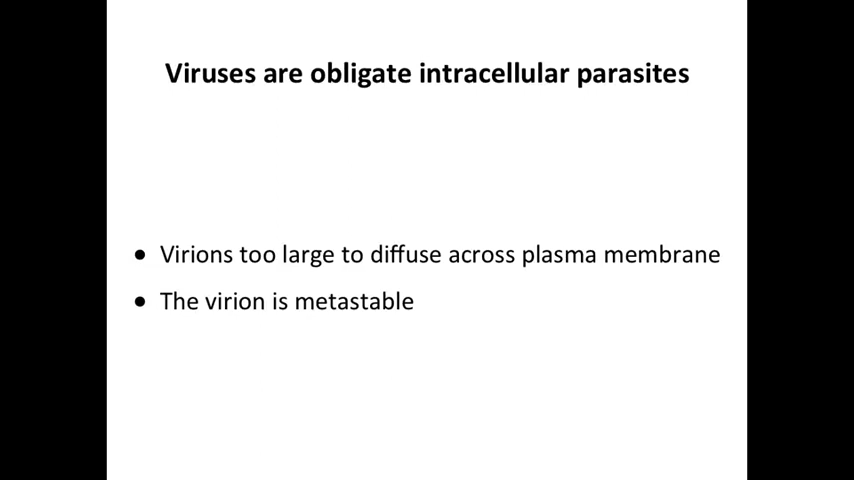 Viruses are obligate intracellular parasites
● Virions too large to diffuse across plasma membrane
● The virion is metastable